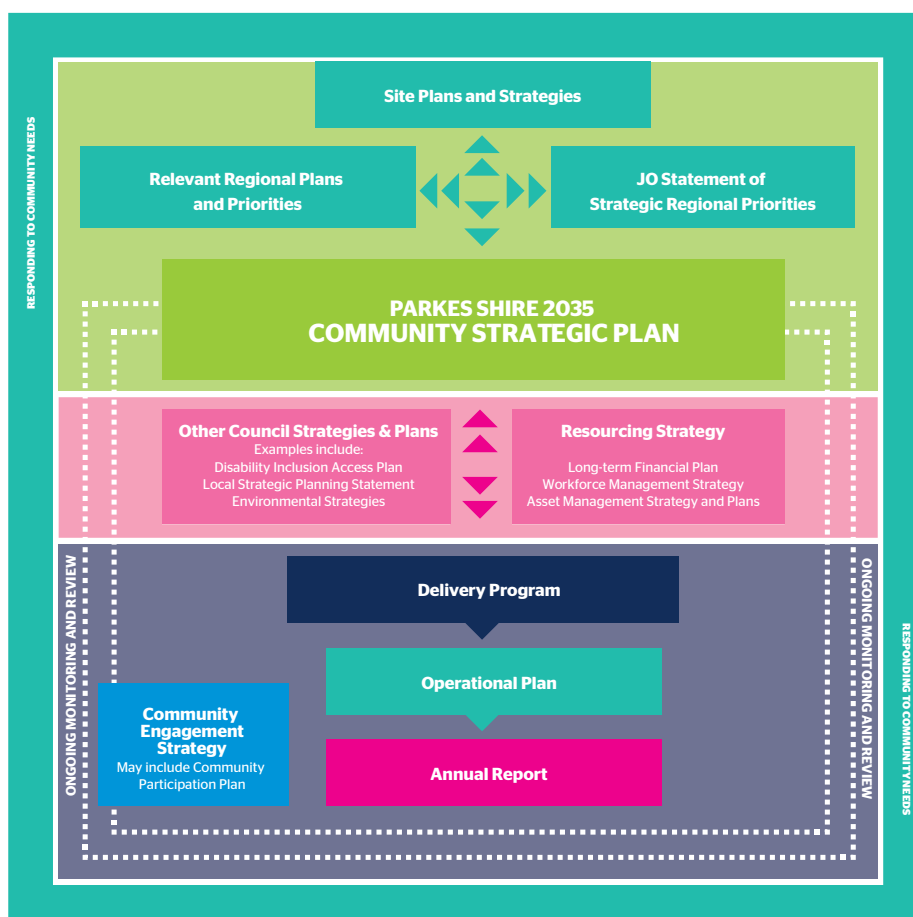 RESPONDING TO COMMUNITY NEEDS
Site Plans and Strategies
Relevant Regional Plans
and Priorities
JO Statement of
Strategic Regional Priorities
PARKES SHIRE 2035
COMMUNITY STRATEGIC PLAN
Other Council Strategies & Plans
Examples include:
Disability Inclusion Access Plan
Local Strategic Planning Statement
Environmental Strategies
Resourcing Strategy
Long-term Financial Plan
Workforce Management Strategy
Asset Management Strategy and Plans
ONGOING MONITORING AND REVIEW
Delivery Program
Operational Plan
Annual Report
Community
Engagement
Strategy
May include Community
Participation Plan
ONGOING MONITORING AND REVIEW
RESPONDING TO COMMUNITY NEEDS